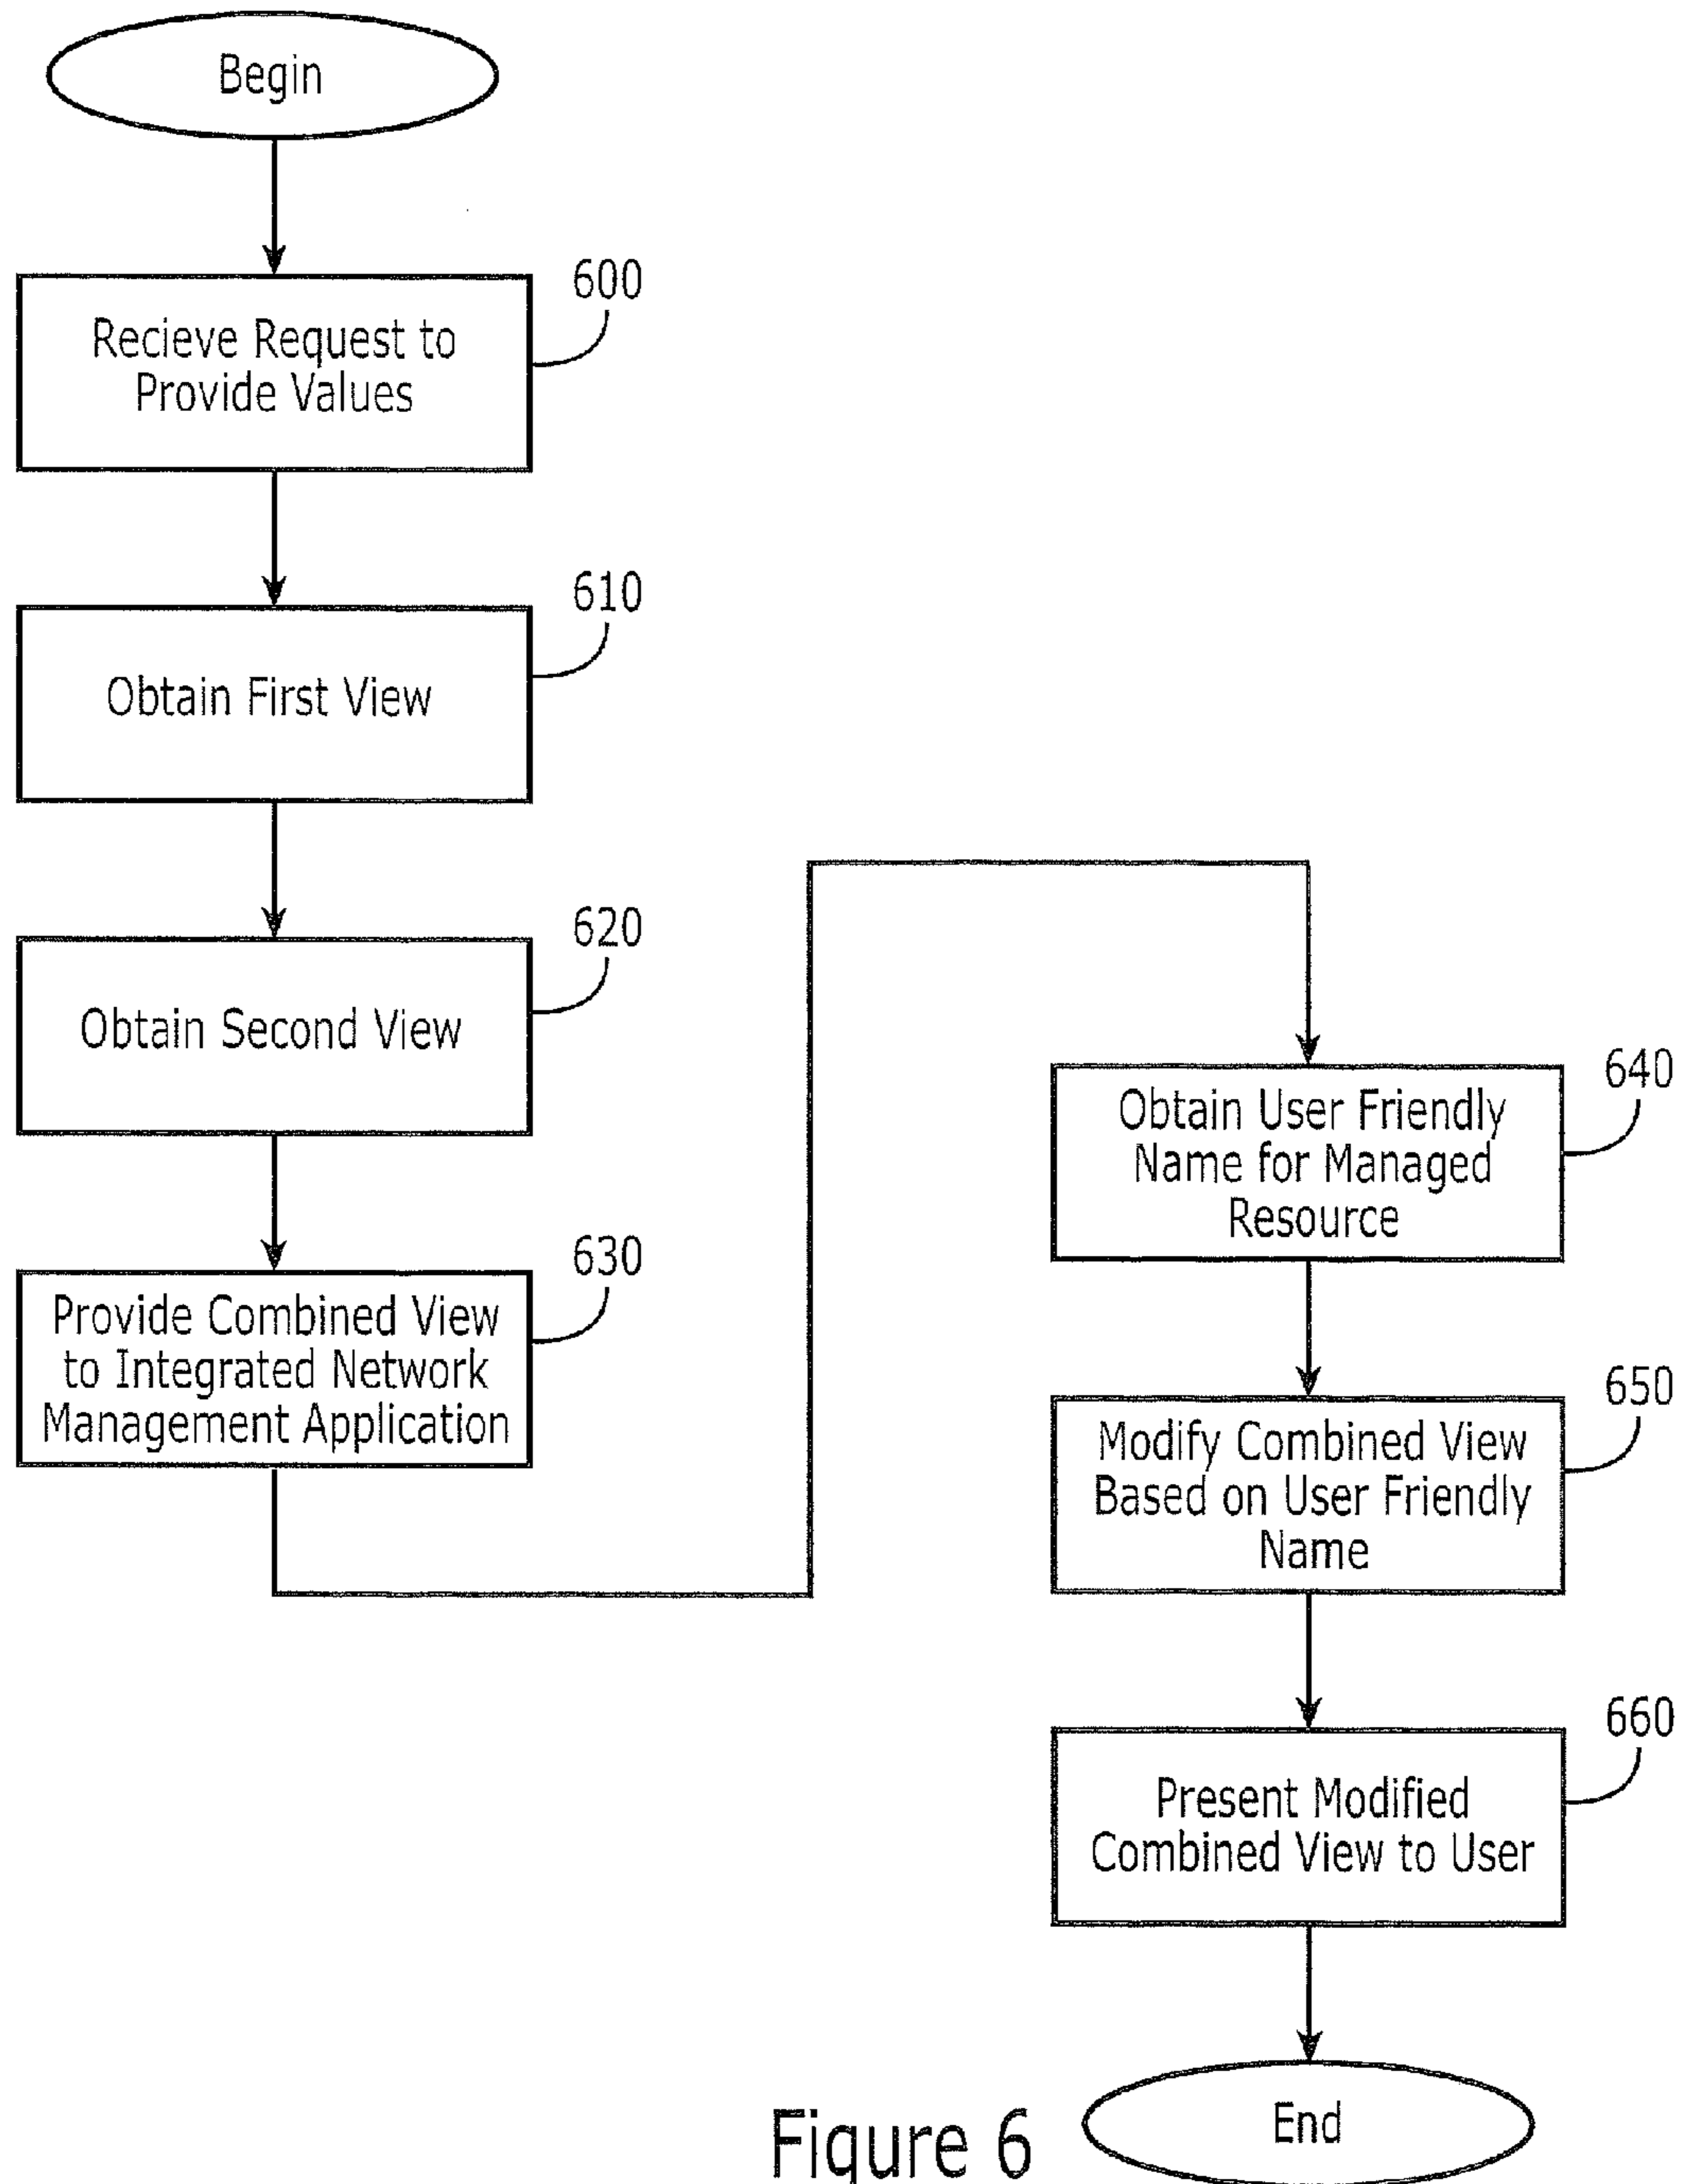 Begin
600
Recieve Request to
Provide Values
610
Obtain First View
620
Obtain Second View
630
Provide Combined View
to Integrated Network
Management Application
640
Obtain User Friendly
Name for Managed
Resource
650
Modify Combined View
Based on User Friendly
Name
660
Present Modified
Combined View to User
End
Figure 6